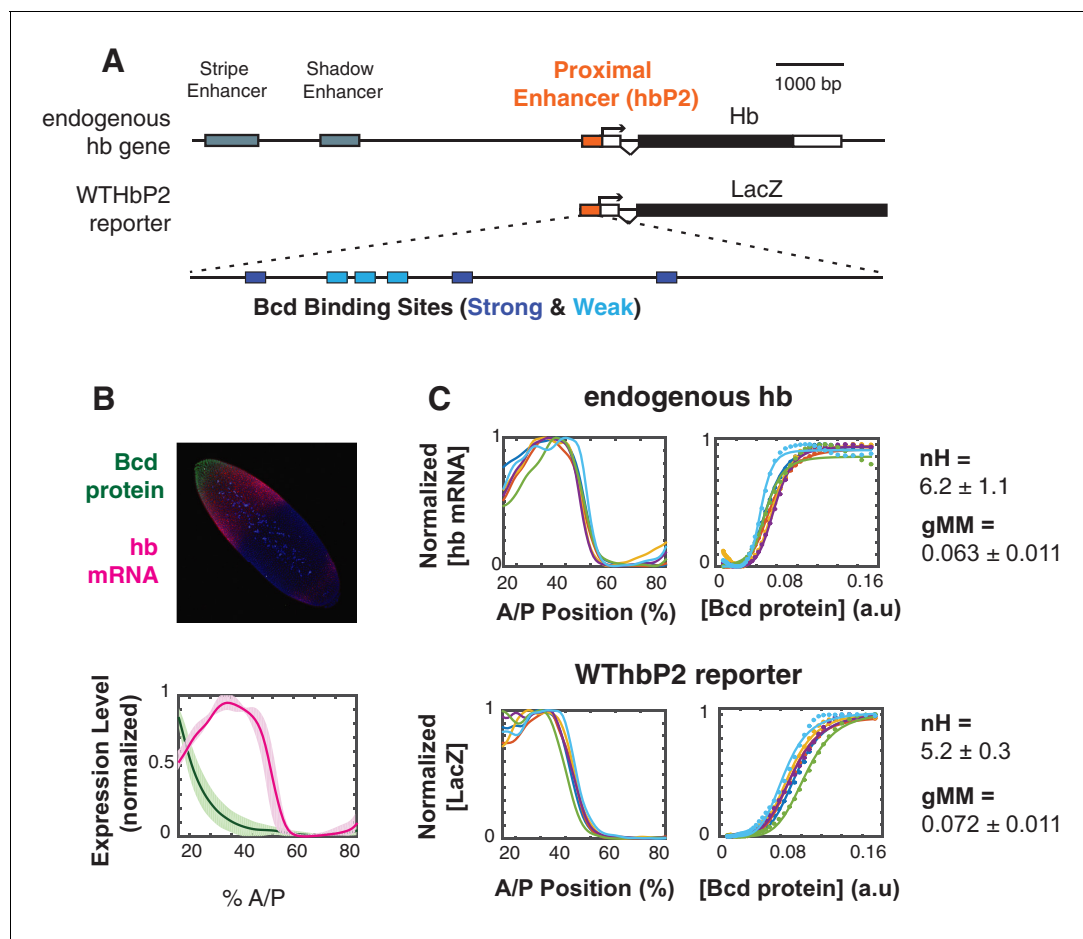 A
Stripe
Enhancer
Shadow
Enhancer
Proximal
Enhancer (hbP2)
1000 bp
endogenous
hb gene
Hb
WTHbP2
reporter
LacZ
Bcd Binding Sites (Strong & Weak)
B
Bcd
protein
hb
mRNA
Expression Level
(normalized)
1
0.5
0
20 40 60 80
% A/P
C
endogenous hb
Normalized
[hb mRNA]
1
0
20 40 60 80
A/P Position (%)
1
0
0 0.08 0.16
[Bcd protein] (a.u)
nH =
6.2 ± 1.1
gMM =
0.063 ± 0.011
WThbP2 reporter
Normalized
[LacZ]
1
0
20 40 60 80
A/P Position (%)
1
0
0 0.08 0.16
[Bcd protein] (a.u)
nH =
5.2 ± 0.3
gMM =
0.072 ± 0.011